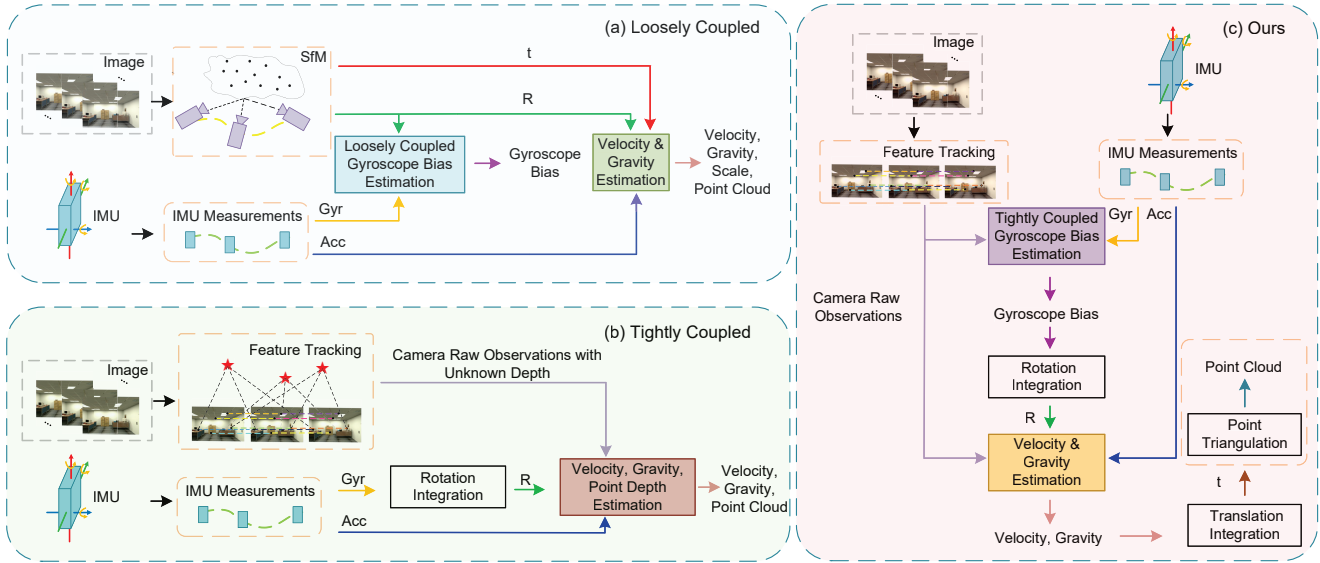 (a) Loosely Coupled
Image
SfM
t
R
Loosely Coupled
Gyroscope Bias
Estimation
Gyroscope
Bias
Velocity &
Gravity
Estimation
Velocity,
Gravity,
Scale,
Point Cloud
IMU
IMU Measurements
Gyr
Acc
(b) Tightly Coupled
Image
Feature Tracking
Camera Raw Observations with
Unknown Depth
IMU
IMU Measurements
Gyr
Rotation
Integration
R
Acc
Velocity, Gravity,
Point Depth
Estimation
Velocity,
Gravity,
Point Cloud
(c) Ours
Image
IMU
Feature Tracking
IMU Measurements
Gyr
Acc
Tightly Coupled
Gyroscope Bias
Estimation
Camera Raw
Observations
Gyroscope Bias
Rotation
Integration
R
Velocity &
Gravity
Estimation
Velocity, Gravity
Translation
Integration
t
Point
Triangulation
Point Cloud